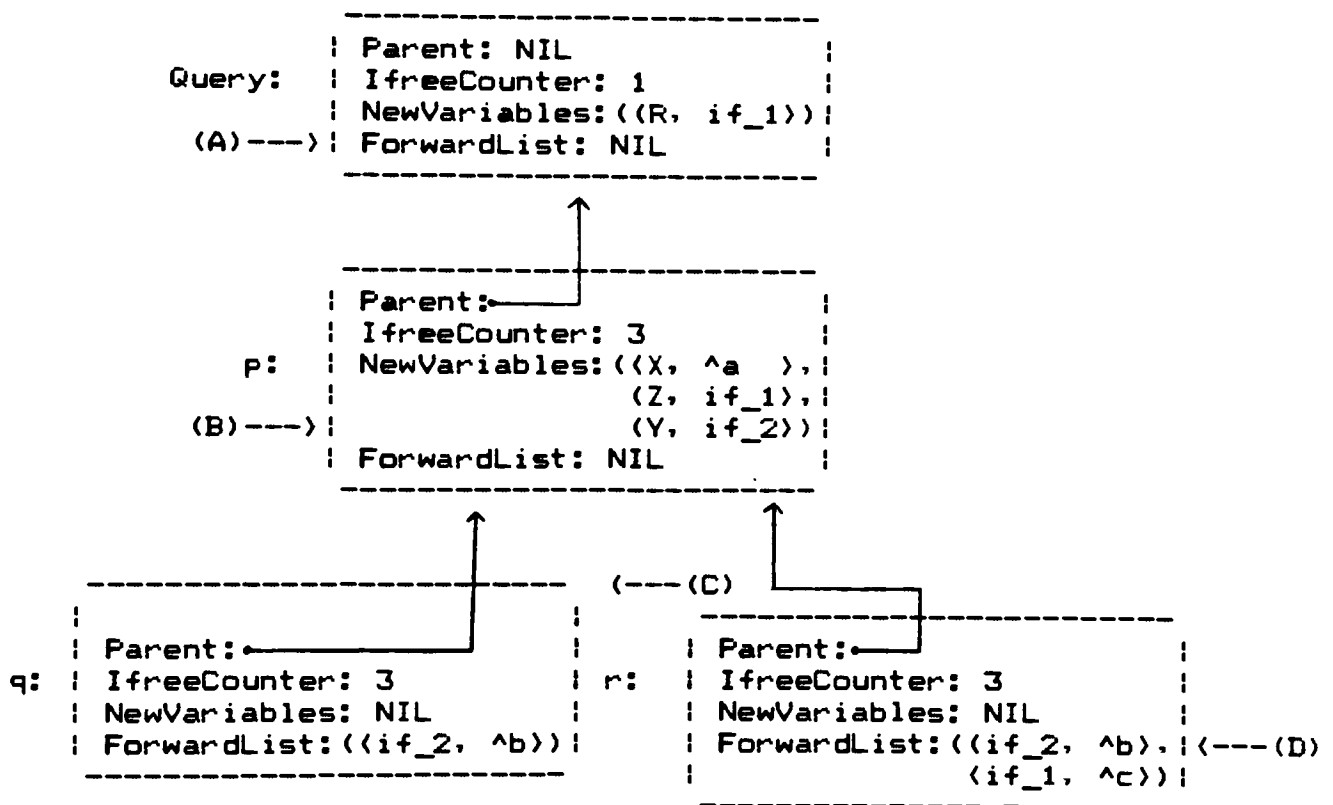 Parent: NIL
Query: IfreeCounter: 1
NewVariables: ((R, if_1))
(A)---> ForwardList: NIL
Parent:
IfreeCounter: 3
p: NewVariables: ((X, ^a ),
(Z, if_1),
(B)---> (Y, if_2))
ForwardList: NIL
<---(C)
Parent:
q: IfreeCounter: 3
NewVariables: NIL
ForwardList: ((if_2, ^b))
Parent:
r: IfreeCounter: 3
NewVariables: NIL
ForwardList: ((if_2, ^b), <---(D)
(if_1, ^c))